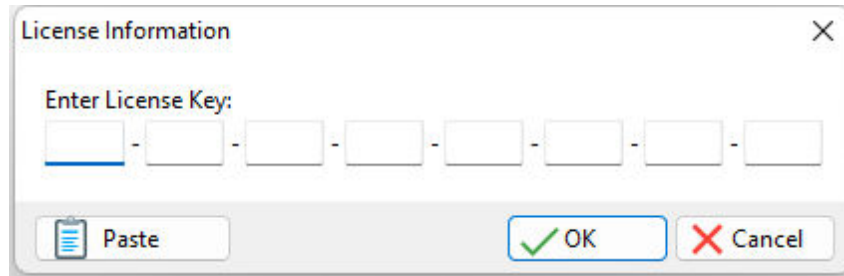 License Information
Enter License Key:
- - - - - - -
Paste OK Cancel